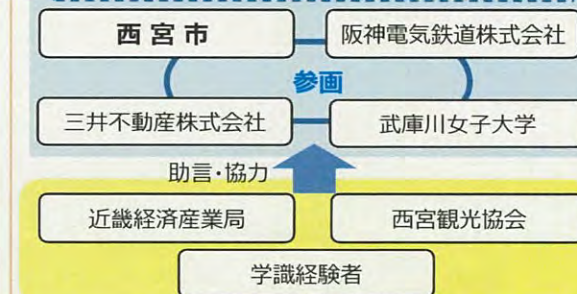 西宮市
阪神電気鉄道株式会社
参画
三井不動産株式会社
武庫川女子大学
助言・協力
近畿経済産業局
西宮観光協会
学識経験者